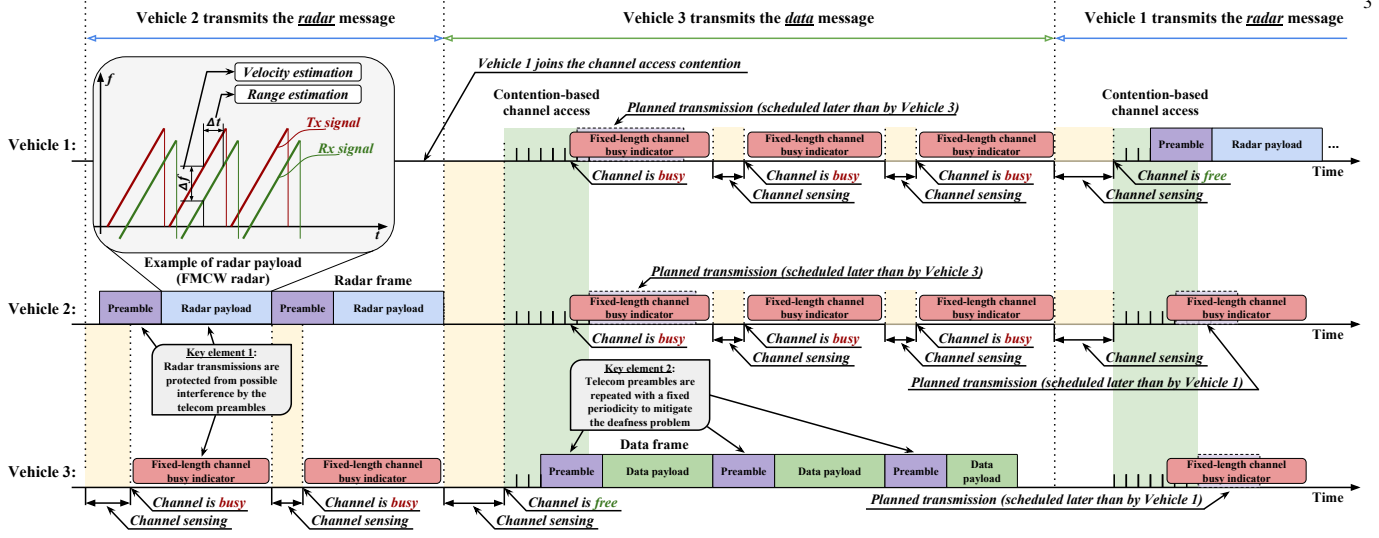 3
Vehicle 2 transmits the radar message
Vehicle 3 transmits the data message
Vehicle 1 transmits the radar message
f
Velocity estimation
Range estimation
Δt
Tx signal
Rx signal
Δf
t
Example of radar payload
(FMCW radar)
Vehicle 1 joins the channel access contention
Contention-based
channel access
Planned transmission (scheduled later than by Vehicle 3)
Contention-based
channel access
Vehicle 1:
Fixed-length channel
busy indicator
Fixed-length channel
busy indicator
Fixed-length channel
busy indicator
Preamble
Radar payload
...
Time
Channel is busy
Channel is busy
Channel is busy
Channel is free
Channel sensing
Channel sensing
Channel sensing
Planned transmission (scheduled later than by Vehicle 3)
Radar frame
Vehicle 2:
Preamble
Radar payload
Preamble
Radar payload
Fixed-length channel
busy indicator
Fixed-length channel
busy indicator
Fixed-length channel
busy indicator
Fixed-length channel
busy indicator
Time
Channel is busy
Channel is busy
Channel is busy
Channel sensing
Channel sensing
Channel sensing
Planned transmission (scheduled later than by Vehicle 1)
Key element 1:
Radar transmissions are
protected from possible
interference by the
telecom preambles
Key element 2:
Telecom preambles are
repeated with a fixed
periodicity to mitigate
the deafness problem
Data frame
Vehicle 3:
Fixed-length channel
busy indicator
Fixed-length channel
busy indicator
Preamble
Data payload
Preamble
Data payload
Preamble
Data
payload
Fixed-length channel
busy indicator
Time
Channel is busy
Channel is busy
Channel is free
Planned transmission (scheduled later than by Vehicle 1)
Channel sensing
Channel sensing
Channel sensing